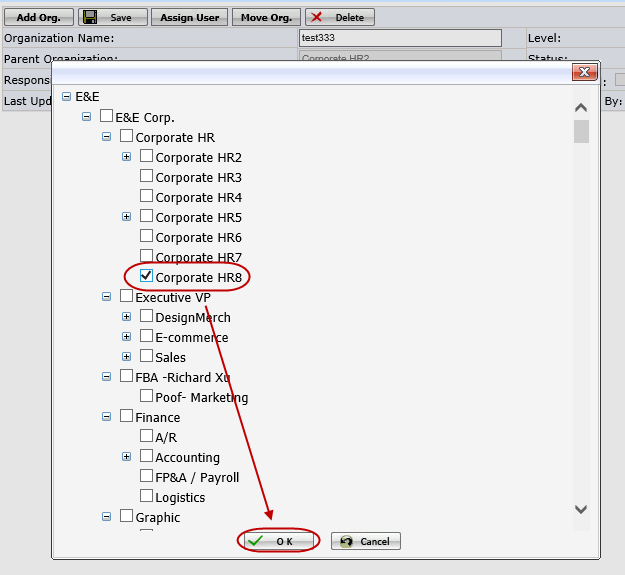 Add Org. Save Assign User Move Org. Delete
Organization Name: test333 Level:
Parent Organization: Corporate HR2 Status:
Respons :
Last Upd By:
E&E
E&E Corp.
Corporate HR
Corporate HR2
Corporate HR3
Corporate HR4
Corporate HR5
Corporate HR6
Corporate HR7
Corporate HR8
Executive VP
DesignMerch
E-commerce
Sales
FBA -Richard Xu
Poof- Marketing
Finance
A/R
Accounting
FP&A / Payroll
Logistics
Graphic
O K Cancel